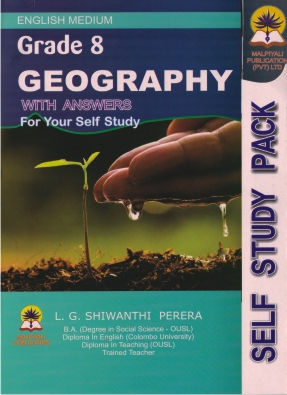 ENGLISH MEDIUM
Grade 8
GEOGRAPHY
WITH ANSWERS
For Your Self Study
L. G. SHIWANTHI PERERA
B.A. (Degree in Social Science - OUSL)
Diploma In English (Colombo University)
Diploma In Teaching (OUSL)
Trained Teacher
MALPIYALI
PUBLICATION
(PVT) LTD
SELF STUDY PACK